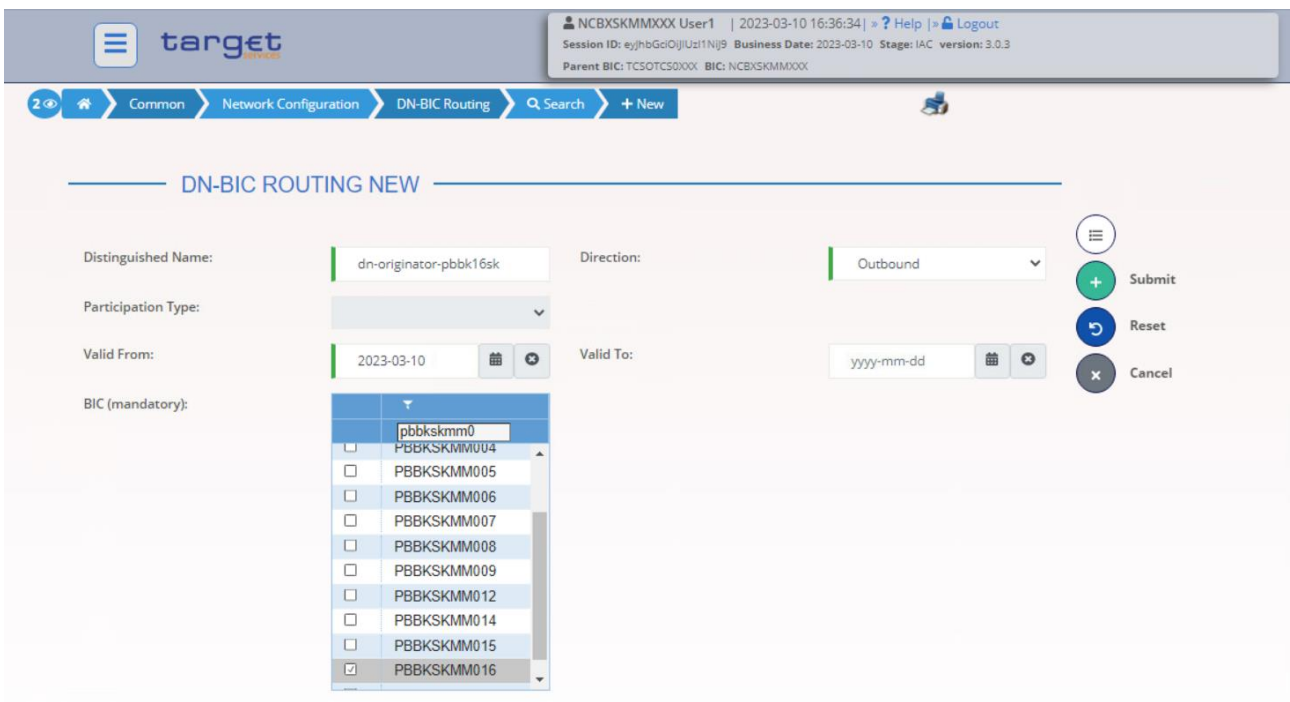 NCBXSKMMXXX User1 | 2023-03-10 16:36:34| » ? Help |» Logout
Session ID: eyJhbGciOiJIUzI1NiJ9 Business Date: 2023-03-10 Stage: IAC version: 3.0.3
Parent BIC: TCSOTCS0XXX BIC: NCBXSKMMXXX
target
services
2 Common Network Configuration DN-BIC Routing Search + New
DN-BIC ROUTING NEW
Distinguished Name: dn-originator-pbbk16sk Direction: Outbound
Submit
Participation Type:
Reset
Valid From: 2023-03-10 Valid To: yyyy-mm-dd
Cancel
BIC (mandatory):
pbbkskmm0
PBBKSKMM004
PBBKSKMM005
PBBKSKMM006
PBBKSKMM007
PBBKSKMM008
PBBKSKMM009
PBBKSKMM012
PBBKSKMM014
PBBKSKMM015
PBBKSKMM016